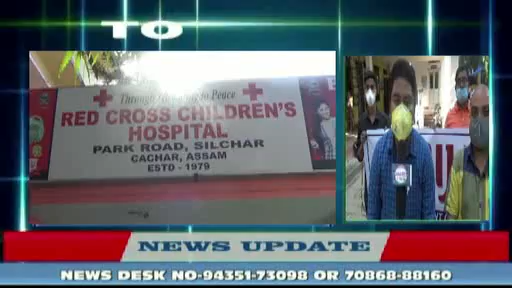 TO
Through
to Peace
RED CROSS CHILDREN'S
HOSPITAL
PARK ROAD, SILCHAR
CACHAR, ASSAM
ESTD - 1979
NEWS UPDATE
NEWS DESK NO-94351-73098 OR 70868-88160